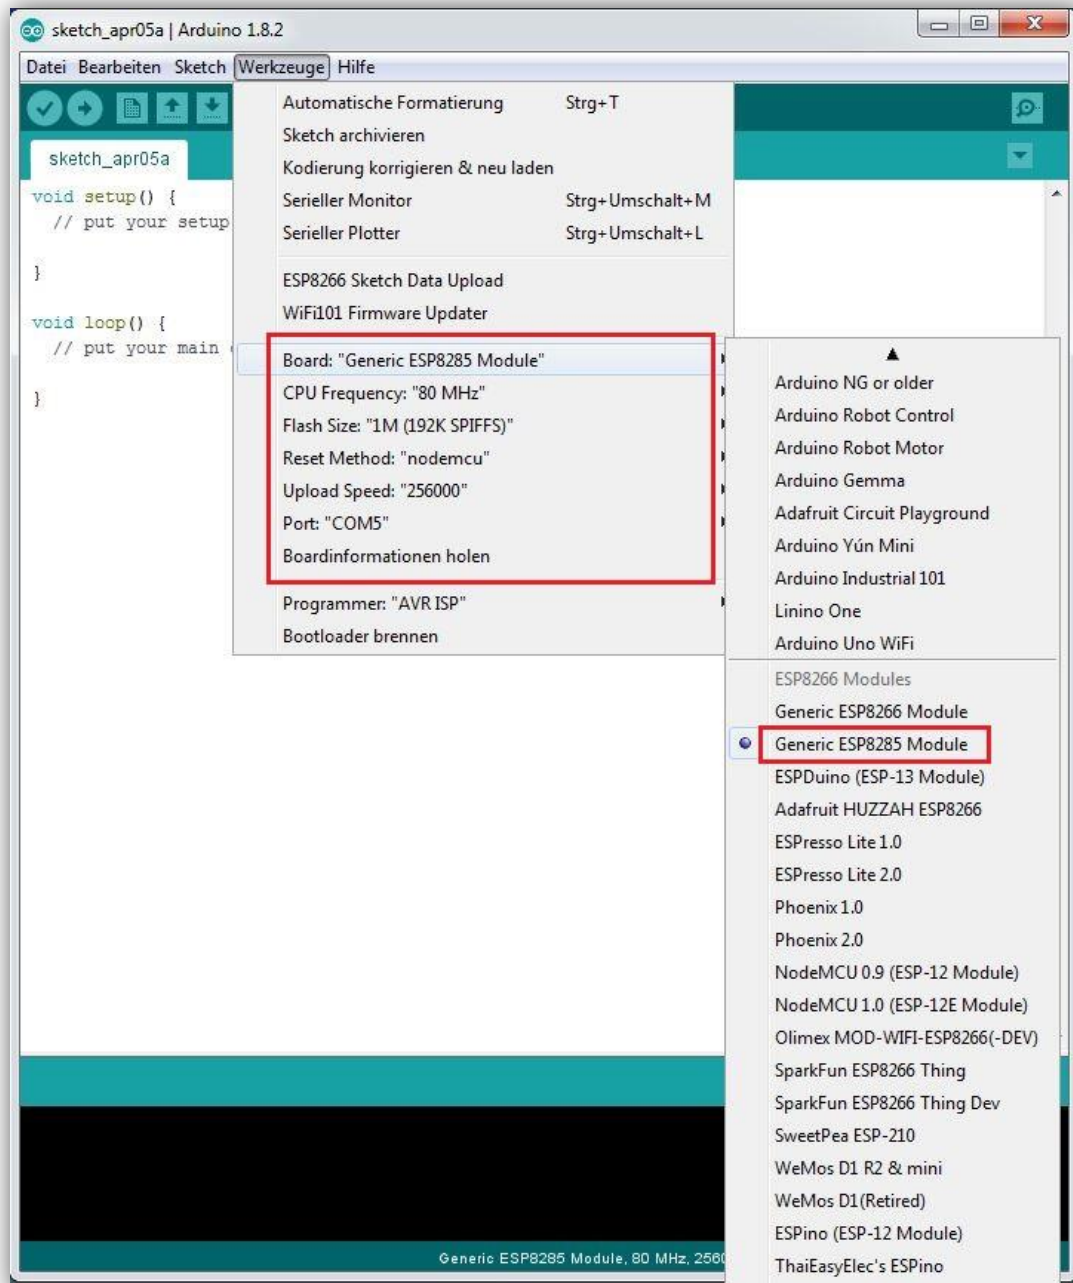 sketch_apr05a | Arduino 1.8.2
Datei Bearbeiten Sketch Werkzeuge Hilfe
sketch_apr05a
void setup() {
// put your setup
}
void loop() {
// put your main
}
Automatische Formatierung Strg+T
Sketch archivieren
Kodierung korrigieren & neu laden
Serieller Monitor Strg+Umschalt+M
Serieller Plotter Strg+Umschalt+L
ESP8266 Sketch Data Upload
WiFi101 Firmware Updater
Board: "Generic ESP8285 Module"
CPU Frequency: "80 MHz"
Flash Size: "1M (192K SPIFFS)"
Reset Method: "nodemcu"
Upload Speed: "256000"
Port: "COM5"
Boardinformationen holen
Programmer: "AVR ISP"
Bootloader brennen
Arduino NG or older
Arduino Robot Control
Arduino Robot Motor
Arduino Gemma
Adafruit Circuit Playground
Arduino Yún Mini
Arduino Industrial 101
Linino One
Arduino Uno WiFi
ESP8266 Modules
Generic ESP8266 Module
Generic ESP8285 Module
ESPDuino (ESP-13 Module)
Adafruit HUZZAH ESP8266
ESPresso Lite 1.0
ESPresso Lite 2.0
Phoenix 1.0
Phoenix 2.0
NodeMCU 0.9 (ESP-12 Module)
NodeMCU 1.0 (ESP-12E Module)
Olimex MOD-WIFI-ESP8266(-DEV)
SparkFun ESP8266 Thing
SparkFun ESP8266 Thing Dev
SweetPea ESP-210
WeMos D1 R2 & mini
WeMos D1(Retired)
ESPino (ESP-12 Module)
ThaiEasyElec's ESPino
Generic ESP8285 Module, 80 MHz, 2560